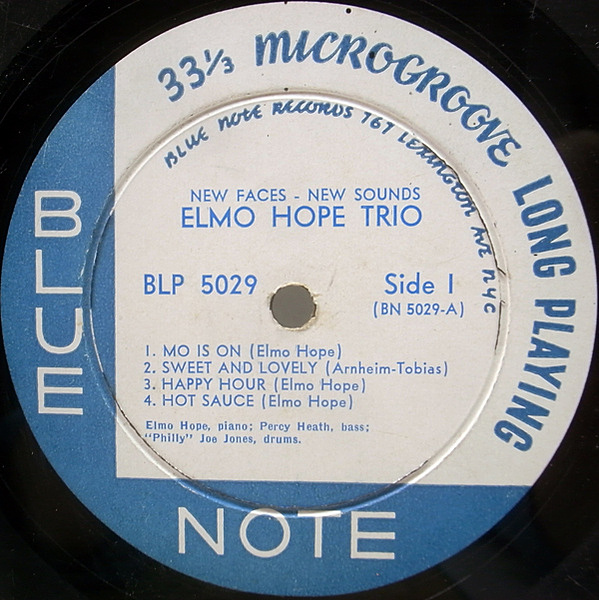 33⅓ MICROGROOVE LONG PLAYING
BLUE NOTE RECORDS 767 LEXINGTON AVE NYC
NEW FACES - NEW SOUNDS
ELMO HOPE TRIO
BLP 5029
Side I
(BN 5029-A)
1. MO IS ON (Elmo Hope)
2. SWEET AND LOVELY (Arnheim-Tobias)
3. HAPPY HOUR (Elmo Hope)
4. HOT SAUCE (Elmo Hope)
Elmo Hope, piano; Percy Heath, bass;
"Philly" Joe Jones, drums.
BLUE
NOTE